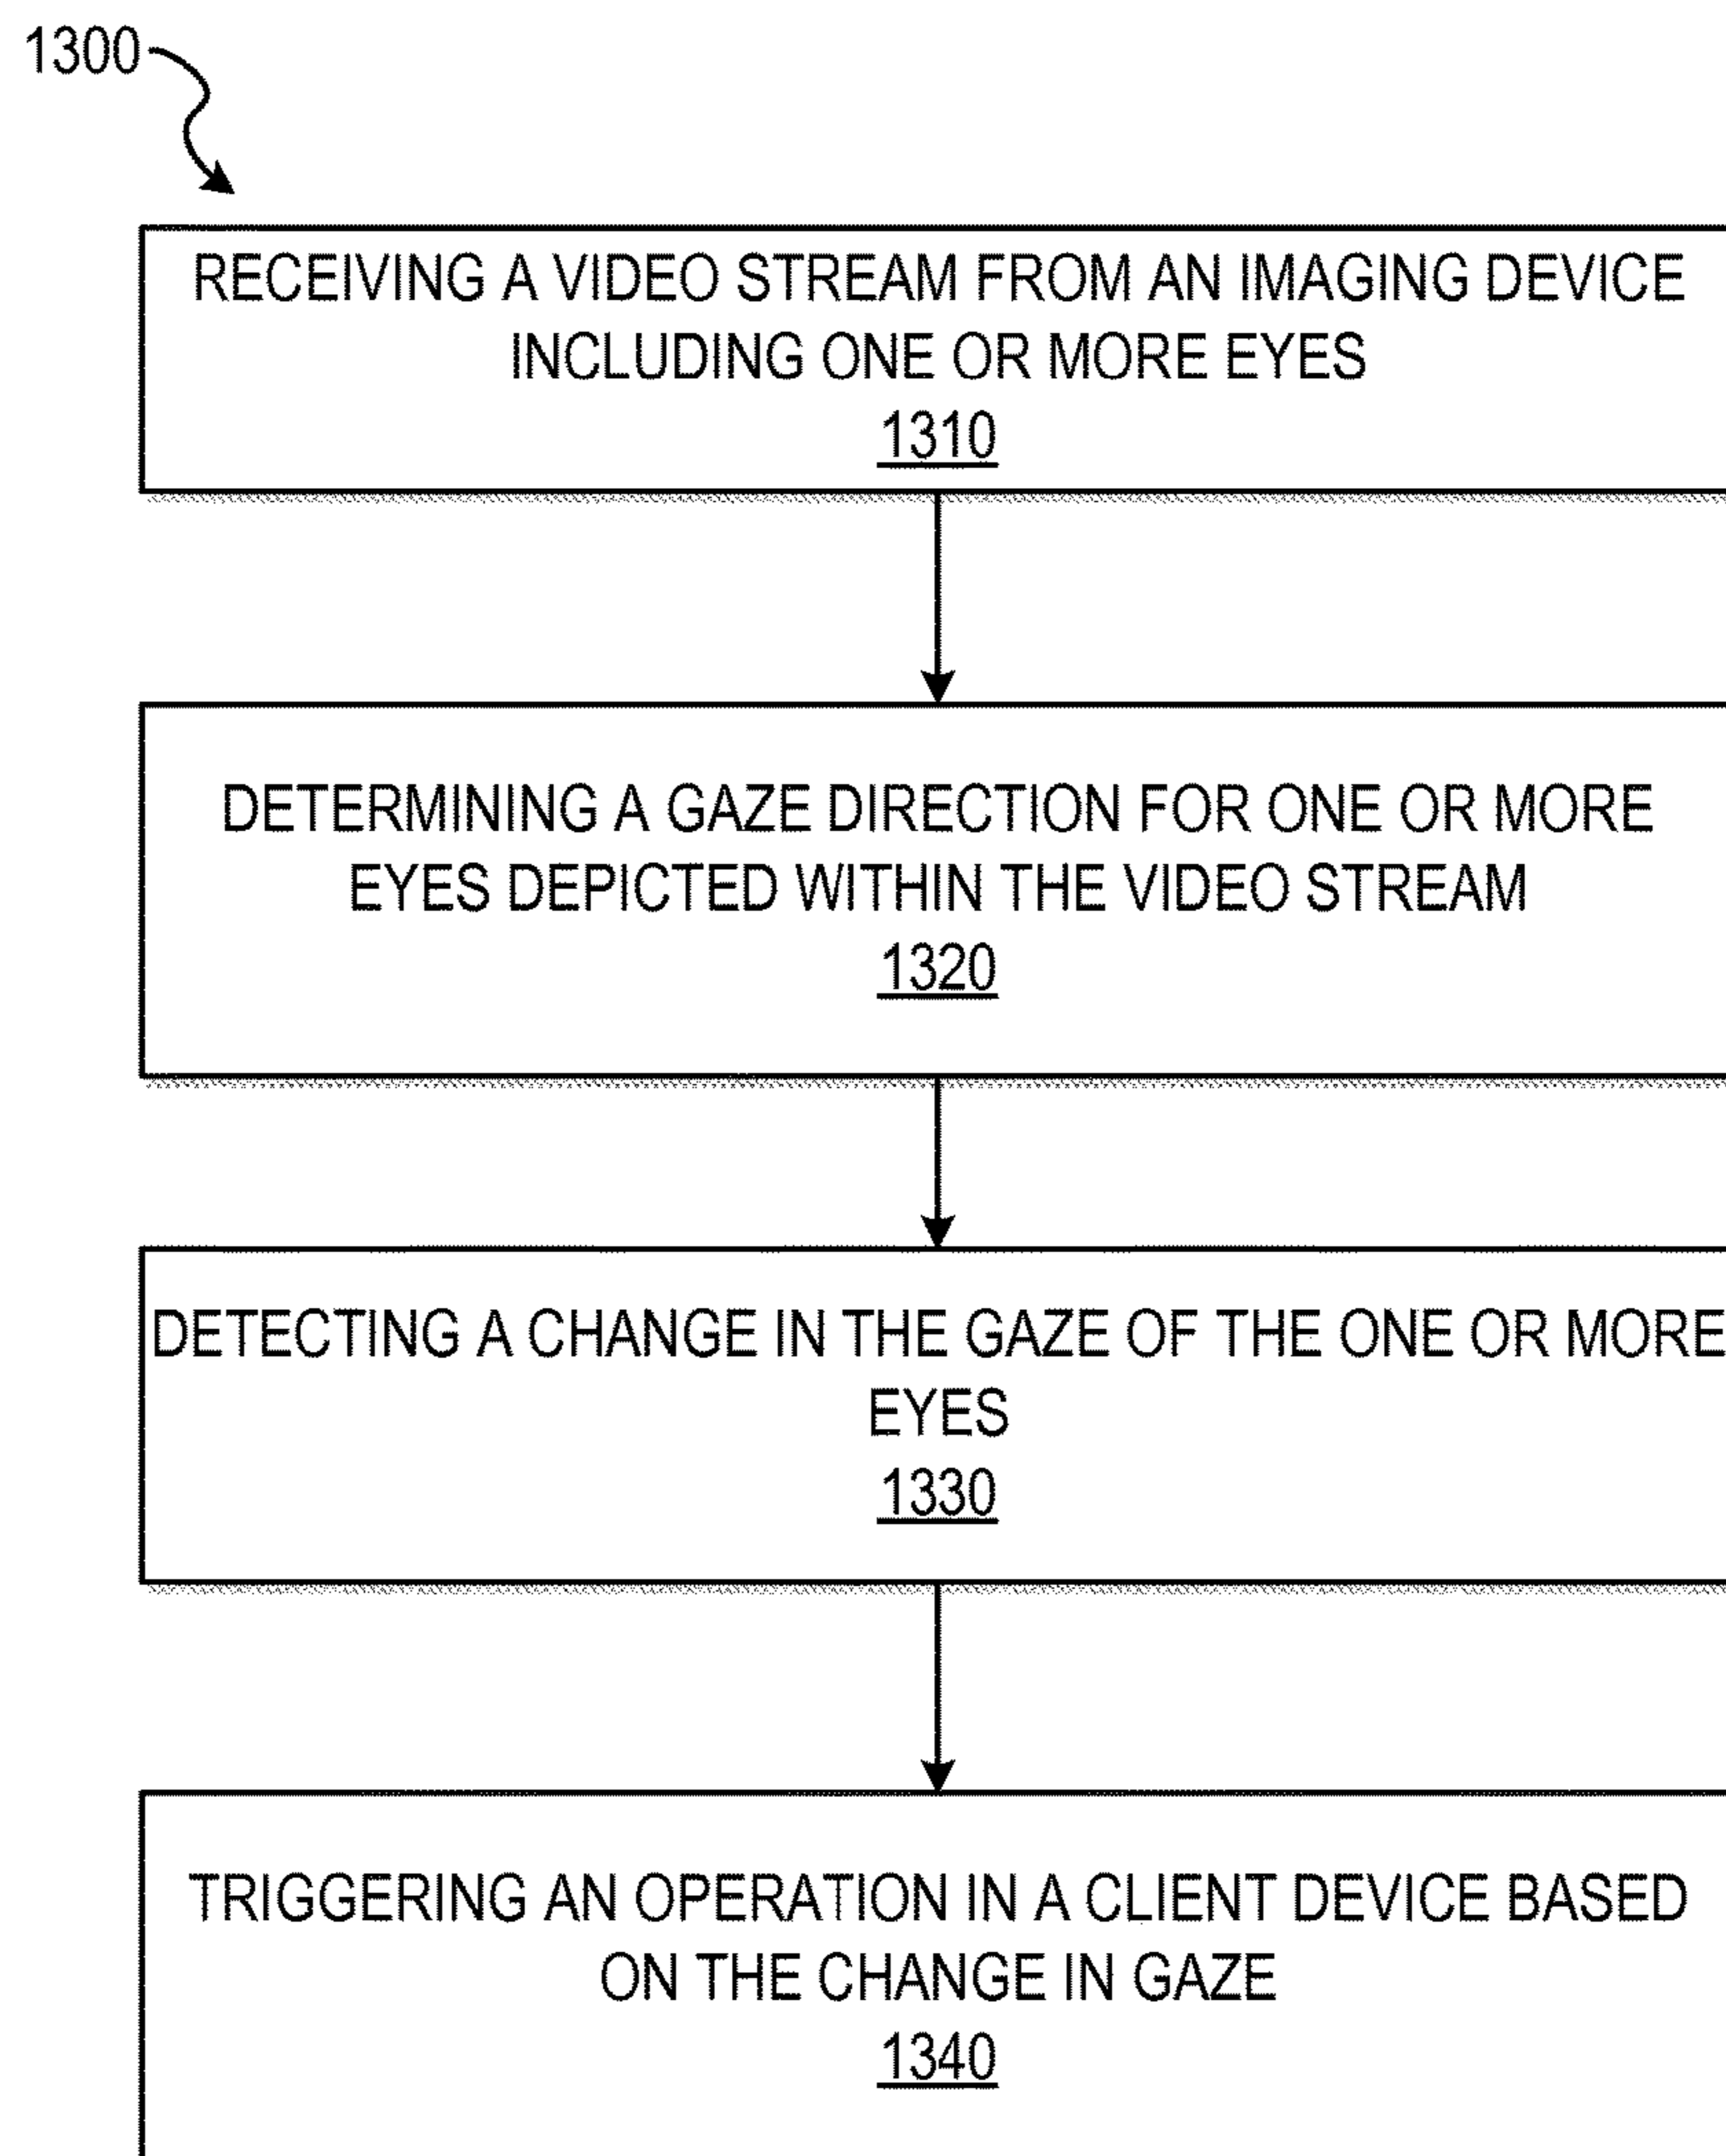 1300
RECEIVING A VIDEO STREAM FROM AN IMAGING DEVICE
INCLUDING ONE OR MORE EYES
1310
DETERMINING A GAZE DIRECTION FOR ONE OR MORE
EYES DEPICTED WITHIN THE VIDEO STREAM
1320
DETECTING A CHANGE IN THE GAZE OF THE ONE OR MORE
EYES
1330
TRIGGERING AN OPERATION IN A CLIENT DEVICE BASED
ON THE CHANGE IN GAZE
1340